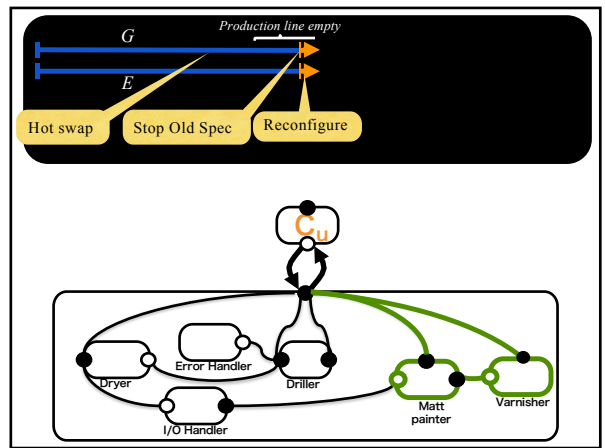 Production line empty
G
E
Hot swap
Stop Old Spec
Reconfigure
Cu
Error Handler
Dryer
Driller
I/O Handler
Matt
painter
Varnisher